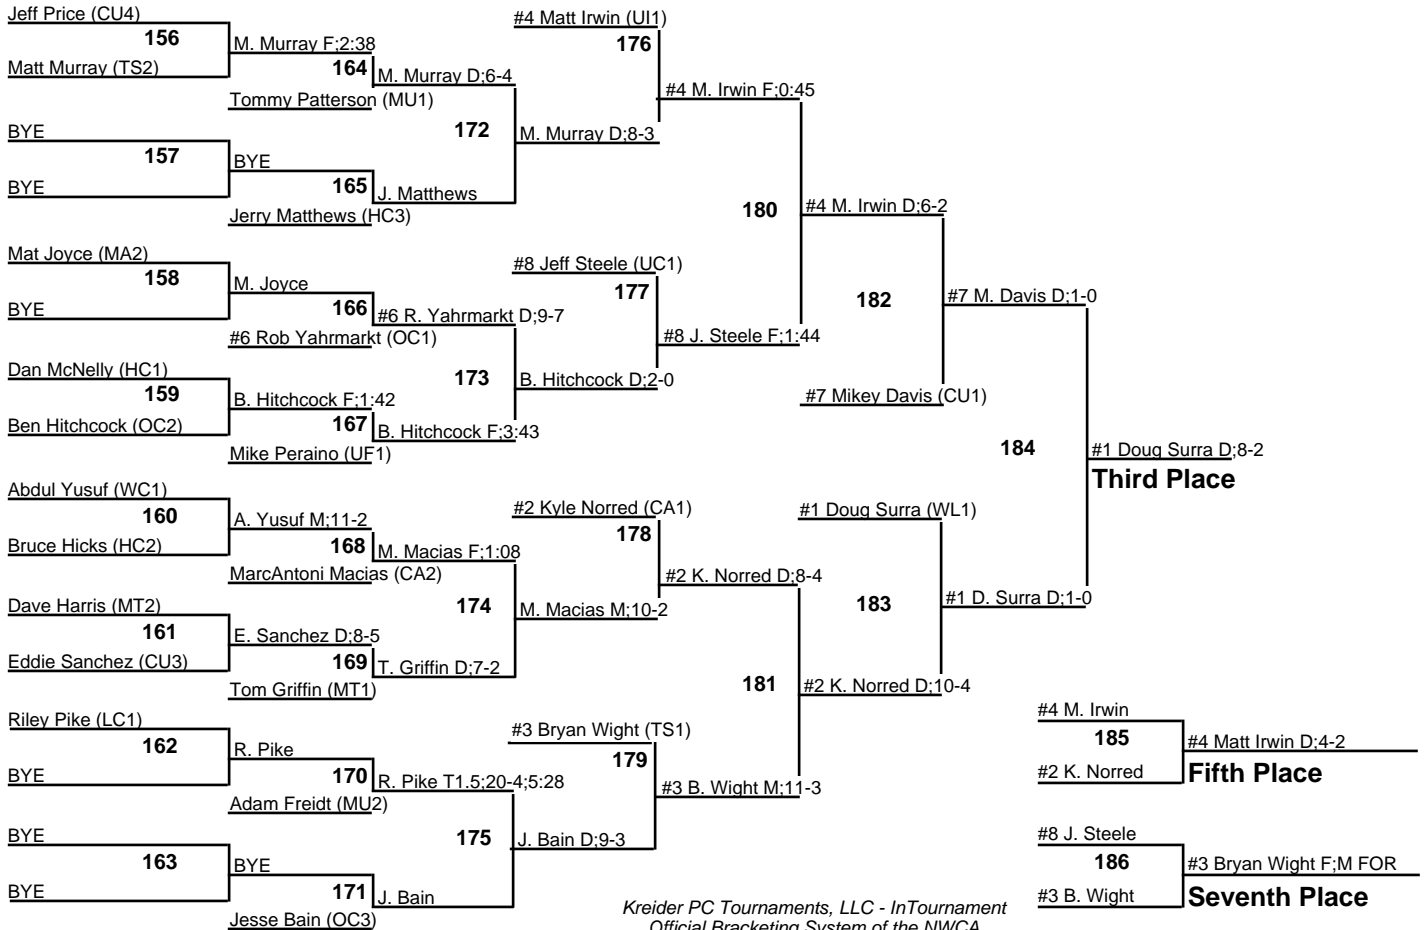 Jeff Price (CU4)
156
Matt Murray (TS2)
M. Murray F;2:38
164
Tommy Patterson (MU1)
M. Murray D;6-4
BYE
157
BYE
BYE
165
Jerry Matthews (HC3)
J. Matthews
172
M. Murray D;8-3
#4 Matt Irwin (UI1)
176
#4 M. Irwin F;0:45
Mat Joyce (MA2)
158
BYE
M. Joyce
166
#6 Rob Yahrmarkt (OC1)
#6 R. Yahrmarkt D;9-7
Dan McNelly (HC1)
159
Ben Hitchcock (OC2)
B. Hitchcock F;1:42
167
Mike Peraino (UF1)
B. Hitchcock F;3:43
173
B. Hitchcock D;2-0
#8 Jeff Steele (UC1)
177
#8 J. Steele F;1:44
180
#4 M. Irwin D;6-2
182
#7 Mikey Davis (CU1)
#7 M. Davis D;1-0
Abdul Yusuf (WC1)
160
Bruce Hicks (HC2)
A. Yusuf M;11-2
168
MarcAntoni Macias (CA2)
M. Macias F;1:08
Dave Harris (MT2)
161
Eddie Sanchez (CU3)
E. Sanchez D;8-5
169
Tom Griffin (MT1)
T. Griffin D;7-2
174
M. Macias M;10-2
#2 Kyle Norred (CA1)
178
#2 K. Norred D;8-4
Riley Pike (LC1)
162
BYE
R. Pike
170
Adam Freidt (MU2)
R. Pike T1.5;20-4;5:28
BYE
163
BYE
BYE
171
Jesse Bain (OC3)
J. Bain
175
J. Bain D;9-3
#3 Bryan Wight (TS1)
179
#3 B. Wight M;11-3
181
#2 K. Norred D;10-4
#1 Doug Surra (WL1)
183
#1 D. Surra D;1-0
184
#1 Doug Surra D;8-2
Third Place
#4 M. Irwin
185
#2 K. Norred
#4 Matt Irwin D;4-2
Fifth Place
#8 J. Steele
186
#3 B. Wight
#3 Bryan Wight F;M FOR
Seventh Place
Kreider PC Tournaments, LLC - InTournament
Official Bracketing System of the NWCA